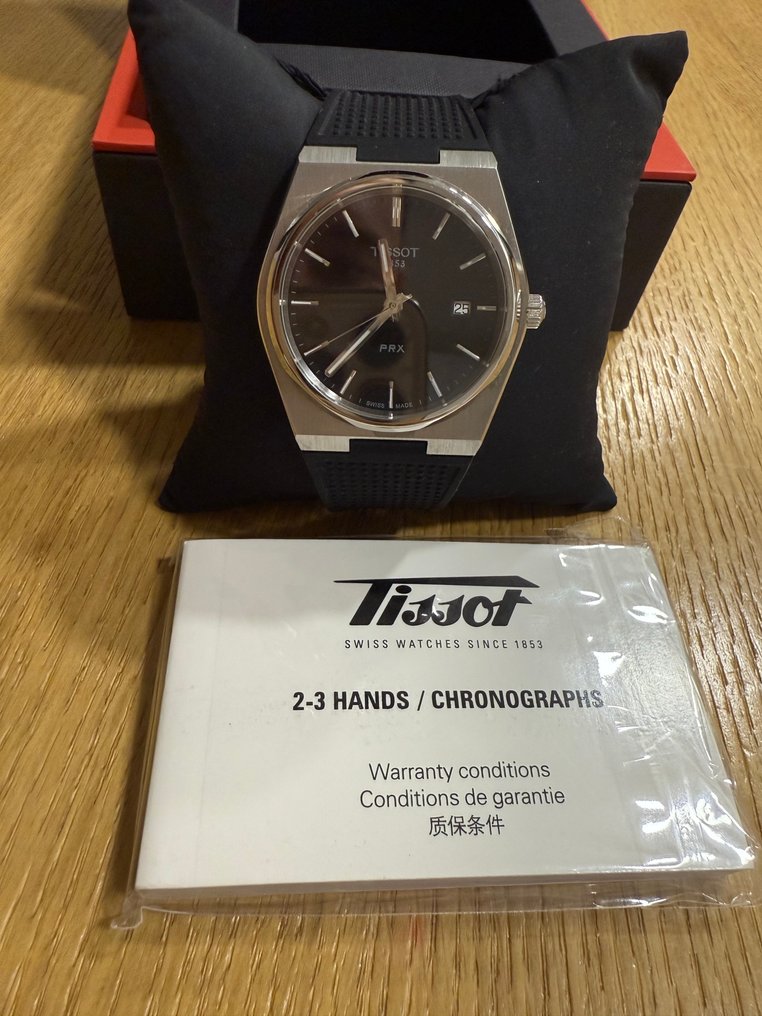 TISSOT
1853
25
PRX
SWISS MADE
Tissot
SWISS WATCHES SINCE 1853
2-3 HANDS / CHRONOGRAPHS
Warranty conditions
Conditions de garantie
质保条件